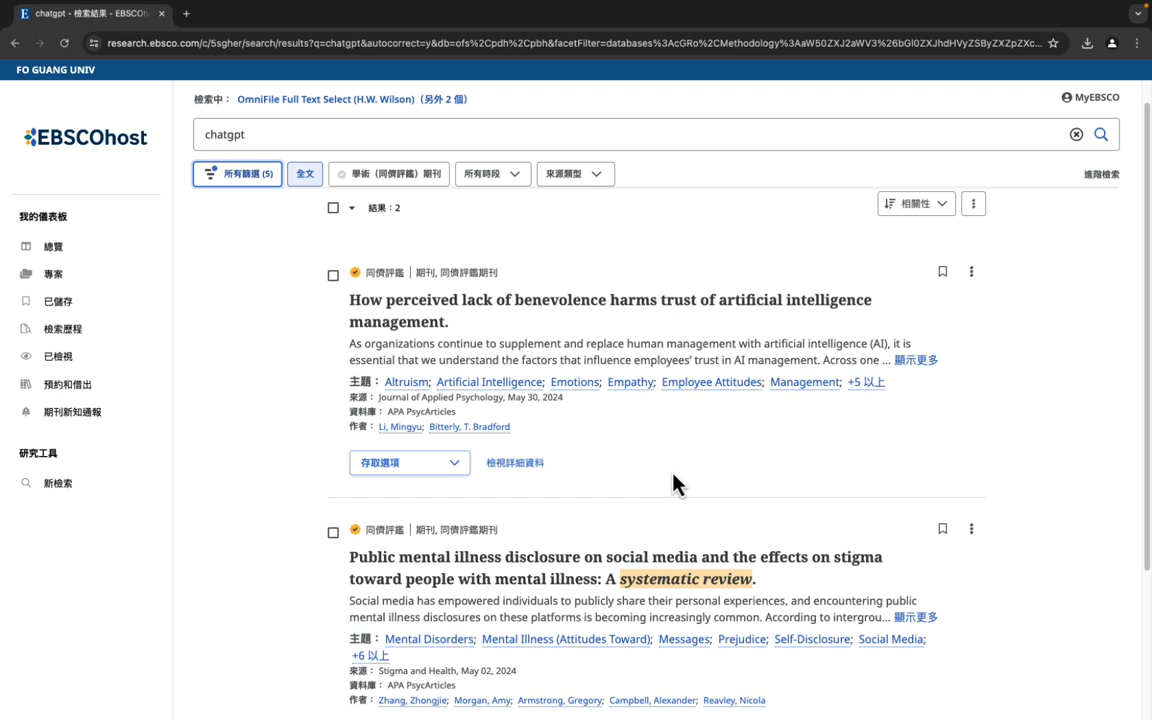 chatgpt - 檢索結果 - EBSCOh
research.ebsco.com/c/5sgher/search/results?q=chatgpt&autocorrect=y&db=ofs%2Cpdh%2Cpbh&facetFilter=databases%3AcGRo%2CMethodology%3AaW50ZXJ2aWV3%26bGl0ZXJhdHVyZSByZXZpZXc...
FO GUANG UNIV
檢索中： OmniFile Full Text Select (H.W. Wilson)（另外 2 個）
MyEBSCO
EBSCOhost
chatgpt
所有篩選 (5)
全文
學術（同儕評鑑）期刊
所有時段
來源類型
進階檢索
我的儀表板
總覽
專案
已儲存
檢索歷程
已檢視
預約和借出
期刊新知通報
研究工具
新檢索
結果：2
相關性
同儕評鑑 | 期刊, 同儕評鑑期刊
How perceived lack of benevolence harms trust of artificial intelligence
management.
As organizations continue to supplement and replace human management with artificial intelligence (AI), it is
essential that we understand the factors that influence employees’ trust in AI management. Across one ... 顯示更多
主題： Altruism; Artificial Intelligence; Emotions; Empathy; Employee Attitudes; Management; +5 以上
來源： Journal of Applied Psychology, May 30, 2024
資料庫： APA PsycArticles
作者： Li, Mingyu; Bitterly, T. Bradford
存取選項
檢視詳細資料
同儕評鑑 | 期刊, 同儕評鑑期刊
Public mental illness disclosure on social media and the effects on stigma
toward people with mental illness: A systematic review.
Social media has empowered individuals to publicly share their personal experiences, and encountering public
mental illness disclosures on these platforms is becoming increasingly common. According to intergrou... 顯示更多
主題： Mental Disorders; Mental Illness (Attitudes Toward); Messages; Prejudice; Self-Disclosure; Social Media;
+6 以上
來源： Stigma and Health, May 02, 2024
資料庫： APA PsycArticles
作者： Zhang, Zhongjie; Morgan, Amy; Armstrong, Gregory; Campbell, Alexander; Reavley, Nicola